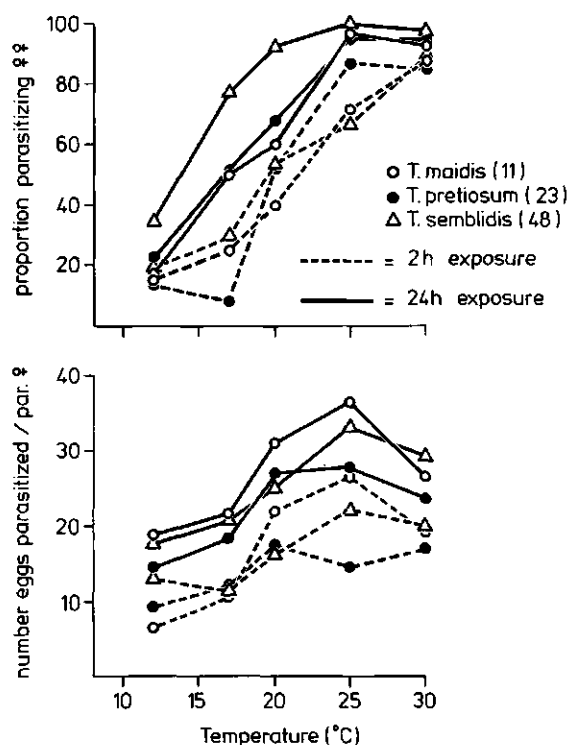 100
80
60
40
20
proportion parasitizing ♀♀
○ T. maidis (11)
● T. pretiosum (23)
△ T. semblidis (48)
= 2h exposure
= 24h exposure
40
30
20
10
number eggs parasitized / par. ♀
10 15 20 25 30
Temperature (°C)